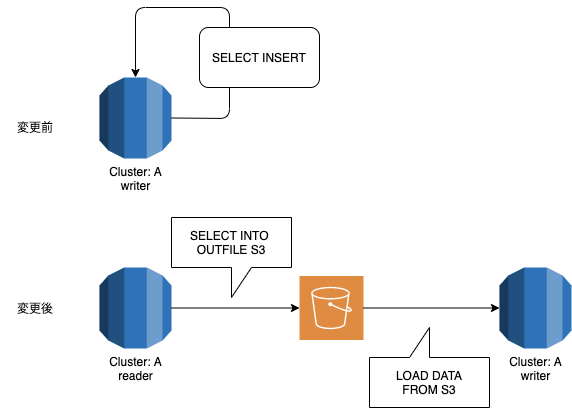 SELECT INSERT
変更前
Cluster: A
writer
SELECT INTO
OUTFILE S3
変更後
Cluster: A
reader
LOAD DATA
FROM S3
Cluster: A
writer